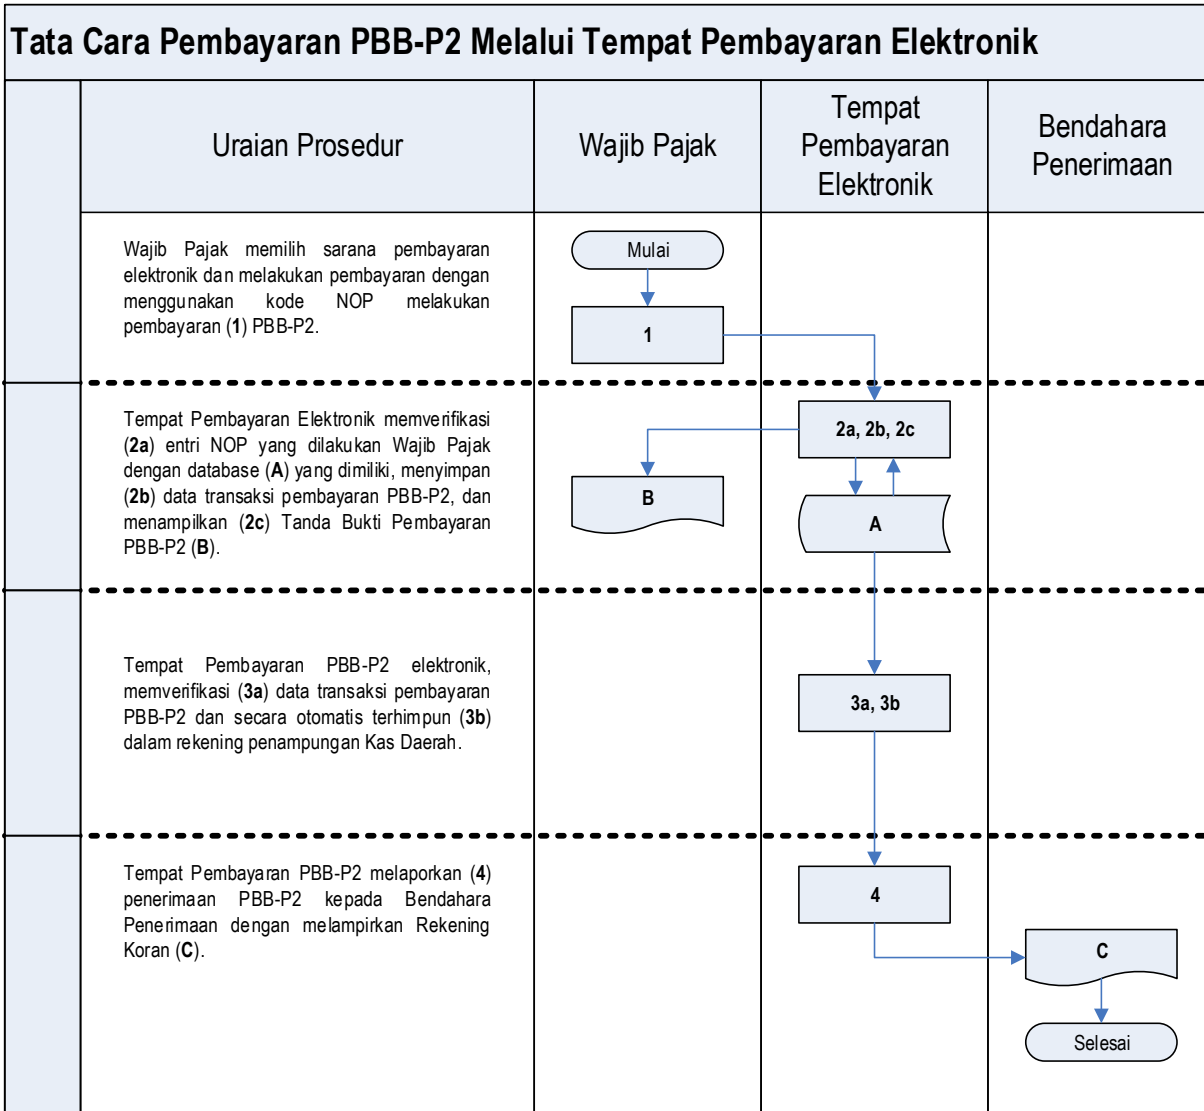 Tata Cara Pembayaran PBB-P2 Melalui Tempat Pembayaran Elektronik
Uraian Prosedur
Wajib Pajak
Tempat
Pembayaran
Elektronik
Bendahara
Penerimaan
Wajib Pajak memilih sarana pembayaran
elektronik dan melakukan pembayaran dengan
menggunakan kode NOP melakukan
pembayaran (1) PBB-P2.
Mulai
1
Tempat Pembayaran Elektronik memverifikasi
(2a) entri NOP yang dilakukan Wajib Pajak
dengan database (A) yang dimiliki, menyimpan
(2b) data transaksi pembayaran PBB-P2, dan
menampilkan (2c) Tanda Bukti Pembayaran
PBB-P2 (B).
2a, 2b, 2c
B
A
Tempat Pembayaran PBB-P2 elektronik,
memverifikasi (3a) data transaksi pembayaran
PBB-P2 dan secara otomatis terhimpun (3b)
dalam rekening penampungan Kas Daerah.
3a, 3b
Tempat Pembayaran PBB-P2 melaporkan (4)
penerimaan PBB-P2 kepada Bendahara
Penerimaan dengan melampirkan Rekening
Koran (C).
4
C
Selesai